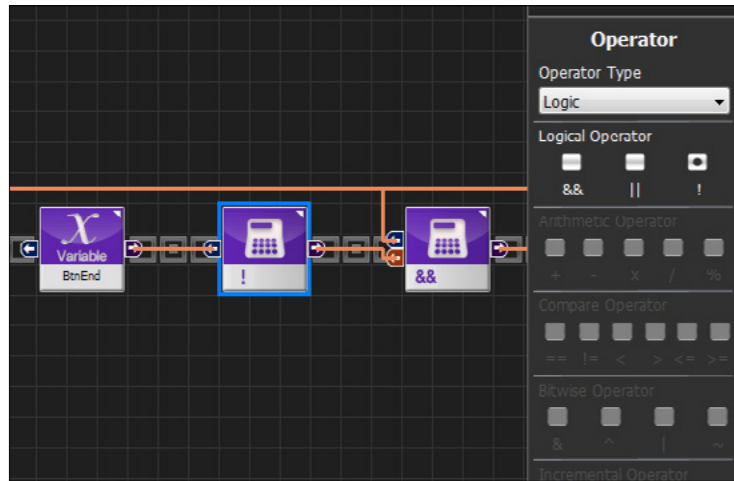 Operator
Operator Type
Logic
Logical Operator
&& || !
Arithmetic Operator
+ - x / %
Compare Operator
== != < > <= >=
Bitwise Operator
& ^ | ~
Incremental Operator
X
Variable
BtnEnd
!
&&